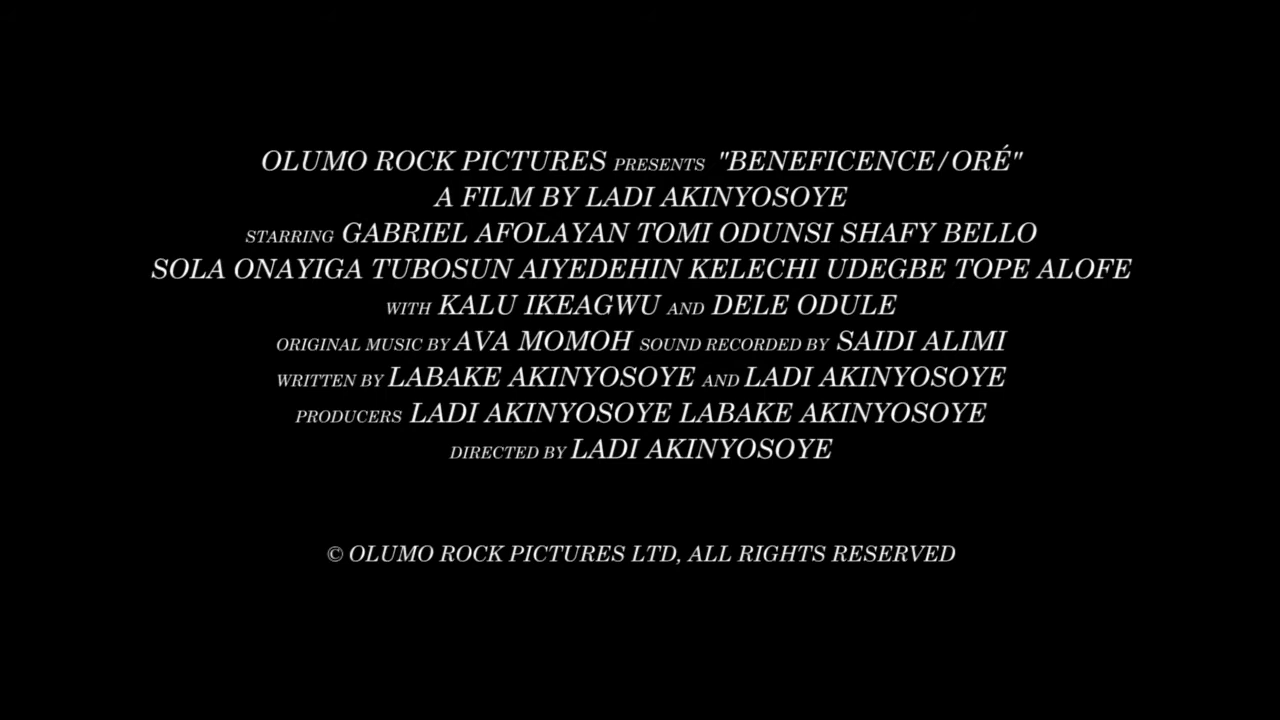 OLUMO ROCK PICTURES PRESENTS "BENEFICENCE/ORÉ"
A FILM BY LADI AKINYOSOYE
STARRING GABRIEL AFOLAYAN TOMI ODUNSI SHAFY BELLO
SOLA ONAYIGA TUBOSUN AIYEDEHIN KELECHI UDEGBE TOPE ALOFE
WITH KALU IKEAGWU AND DELE ODULE
ORIGINAL MUSIC BY AVA MOMOH SOUND RECORDED BY SAIDI ALIMI
WRITTEN BY LABAKE AKINYOSOYE AND LADI AKINYOSOYE
PRODUCERS LADI AKINYOSOYE LABAKE AKINYOSOYE
DIRECTED BY LADI AKINYOSOYE
© OLUMO ROCK PICTURES LTD, ALL RIGHTS RESERVED